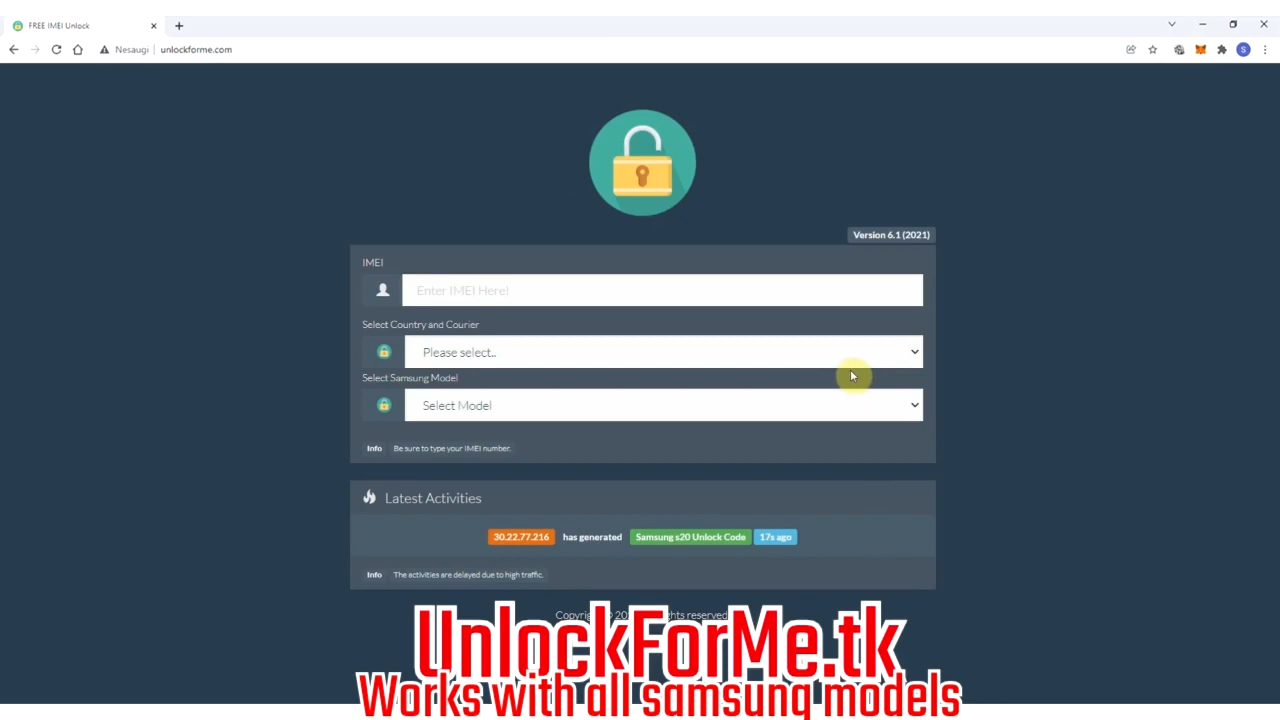 FREE IMEI Unlock
Nesaugi
unlockforme.com
S
Version 6.1 (2021)
IMEI
Enter IMEI Here!
Select Country and Courier
Please select..
Select Samsung Model
Select Model
Info Be sure to type your IMEI number.
Latest Activities
30.22.77.216 has generated Samsung s20 Unlock Code 17s ago
Info The activities are delayed due to high traffic.
rights reserved
UnlockForMe.tk
Works with all samsung models